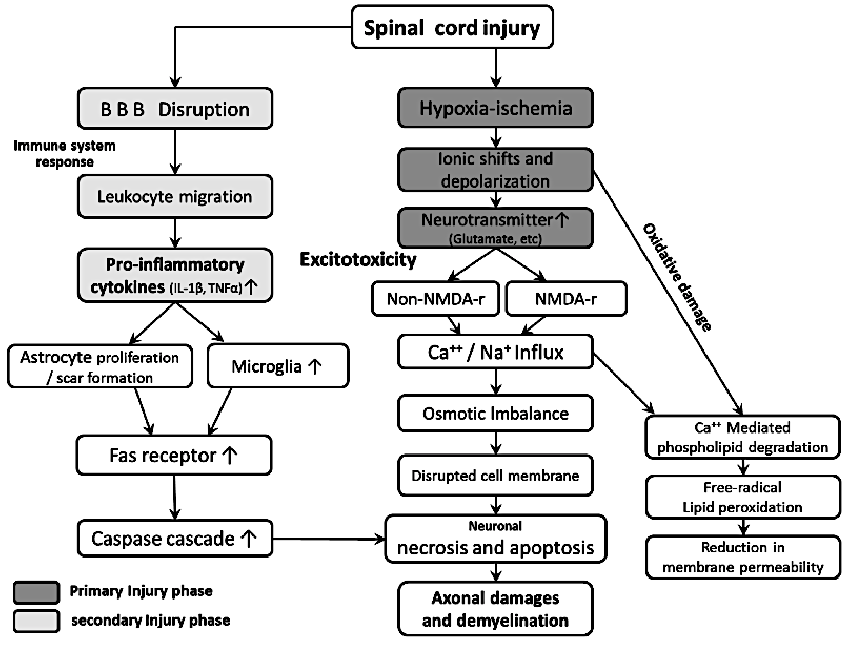 Spinal cord injury
B B B Disruption
Immune system
response
Leukocyte migration
Pro-inflammatory
cytokines (IL-1β, TNFα)↑
Astrocyte proliferation
/ scar formation
Microglia ↑
Fas receptor ↑
Caspase cascade ↑
Hypoxia-ischemia
Ionic shifts and
depolarization
Neurotransmitter↑
(Glutamate, etc)
Excitotoxicity
Non-NMDA-r
NMDA-r
Ca⁺⁺ / Na⁺ Influx
Osmotic Imbalance
Disrupted cell membrane
Neuronal
necrosis and apoptosis
Axonal damages
and demyelination
Oxidative damage
Ca⁺⁺ Mediated
phospholipid degradation
Free-radical
Lipid peroxidation
Reduction in
membrane permeability
Primary Injury phase
secondary Injury phase